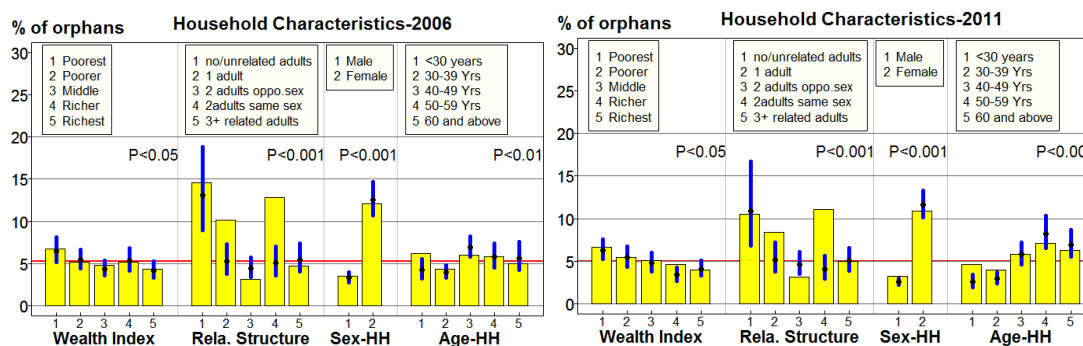 % of orphans Household Characteristics-2006
30
25
20
15
10
5
0
1 Poorest
2 Poorer
3 Middle
4 Richer
5 Richest
1 no/unrelated adults
2 1 adult
3 2 adults oppo.sex
4 2adults same sex
5 3+ related adults
1 Male
2 Female
1 <30 years
2 30-39 Yrs
3 40-49 Yrs
4 50-59 Yrs
5 60 and above
P<0.05 P<0.001 P<0.001 P<0.01
1 2 3 4 5 1 2 3 4 5 1 2 1 2 3 4 5
Wealth Index Rela. Structure Sex-HH Age-HH
% of orphans Household Characteristics-2011
30
25
20
15
10
5
0
1 Poorest
2 Poorer
3 Middle
4 Richer
5 Richest
1 no/unrelated adults
2 1 adult
3 2 adults oppo.sex
4 2adults same sex
5 3+ related adults
1 Male
2 Female
1 <30 years
2 30-39 Yrs
3 40-49 Yrs
4 50-59 Yrs
5 60 and above
P<0.05 P<0.001 P<0.001 P<0.00
1 2 3 4 5 1 2 3 4 5 1 2 1 2 3 4 5
Wealth Index Rela. Structure Sex-HH Age-HH